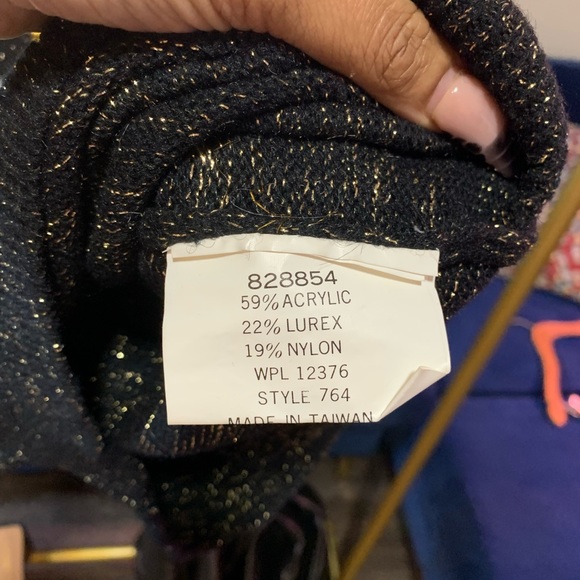 828854
59% ACRYLIC
22% LUREX
19% NYLON
WPL 12376
STYLE 764
MADE IN TAIWAN